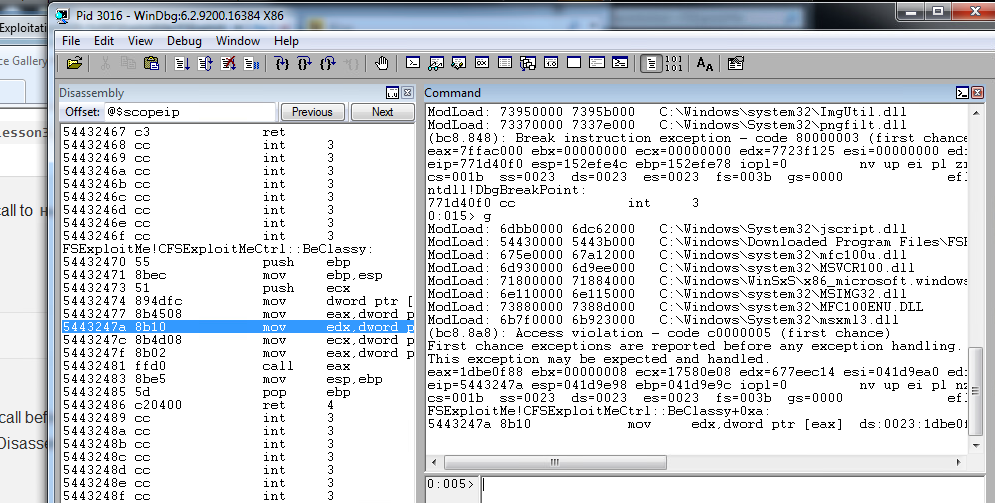 Pid 3016 - WinDbg:6.2.9200.16384 X86
Exploitati
File Edit View Debug Window Help
ce Gallery
Disassembly
Offset: @$scopeip Previous Next
lesson3
call to
call bef
Disasse
54432467 c3 ret
54432468 cc int 3
54432469 cc int 3
5443246a cc int 3
5443246b cc int 3
5443246c cc int 3
5443246d cc int 3
5443246e cc int 3
5443246f cc int 3
FSExploitMe!CFSExploitMeCtrl::BeClassy:
54432470 55 push ebp
54432471 8bec mov ebp,esp
54432473 51 push ecx
54432474 894dfc mov dword ptr [
54432477 8b4508 mov eax,dword p
5443247a 8b10 mov edx,dword p
5443247c 8b4d08 mov ecx,dword p
5443247f 8b02 mov eax,dword p
54432481 ffd0 call eax
54432483 8be5 mov esp,ebp
54432485 5d pop ebp
54432486 c20400 ret 4
54432489 cc int 3
5443248a cc int 3
5443248b cc int 3
5443248c cc int 3
5443248d cc int 3
5443248e cc int 3
5443248f cc int 3
Command
ModLoad: 73950000 7395b000 C:\Windows\system32\ImgUtil.dll
ModLoad: 73370000 7337e000 C:\Windows\system32\pngfilt.dll
(bc8.848): Break instruction exception - code 80000003 (first chance
eax=7ffac000 ebx=00000000 ecx=00000000 edx=7723f125 esi=00000000 edi
eip=771d40f0 esp=152efe4c ebp=152efe78 iopl=0 nv up ei pl zr
cs=001b ss=0023 ds=0023 es=0023 fs=003b gs=0000 efl
ntdll!DbgBreakPoint:
771d40f0 cc int 3
0:015> g
ModLoad: 6dbb0000 6dc62000 C:\Windows\System32\jscript.dll
ModLoad: 54430000 5443b000 C:\Windows\Downloaded Program Files\FSE
ModLoad: 675e0000 67a12000 C:\Windows\system32\mfc100u.dll
ModLoad: 6d930000 6d9ee000 C:\Windows\system32\MSVCR100.dll
ModLoad: 71800000 71884000 C:\Windows\WinSxS\x86_microsoft.windows
ModLoad: 6e110000 6e115000 C:\Windows\system32\MSIMG32.dll
ModLoad: 73880000 7388d000 C:\Windows\system32\MFC100ENU.DLL
ModLoad: 6b7f0000 6b923000 C:\Windows\System32\msxml3.dll
(bc8.8a8): Access violation - code c0000005 (first chance)
First chance exceptions are reported before any exception handling.
This exception may be expected and handled.
eax=1dbe0f88 ebx=00000008 ecx=17580e08 edx=677eec14 esi=041d9ea0 edi
eip=5443247a esp=041d9e98 ebp=041d9e9c iopl=0 nv up ei pl nz
cs=001b ss=0023 ds=0023 es=0023 fs=003b gs=0000 efl
FSExploitMe!CFSExploitMeCtrl::BeClassy+0xa:
5443247a 8b10 mov edx,dword ptr [eax] ds:0023:1dbe0f
0:005>